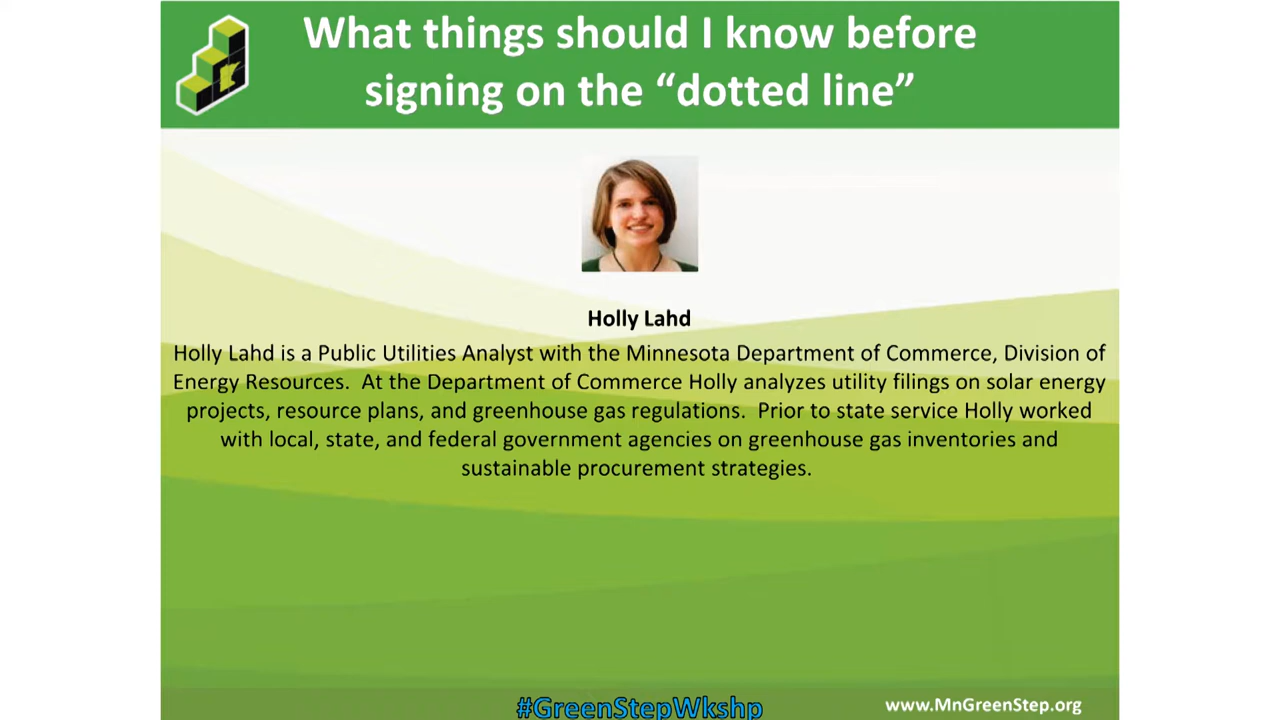 What things should I know before
signing on the “dotted line”
Holly Lahd
Holly Lahd is a Public Utilities Analyst with the Minnesota Department of Commerce, Division of
Energy Resources.  At the Department of Commerce Holly analyzes utility filings on solar energy
projects, resource plans, and greenhouse gas regulations.  Prior to state service Holly worked
with local, state, and federal government agencies on greenhouse gas inventories and
sustainable procurement strategies.
#GreenStepWkshp
www.MnGreenStep.org